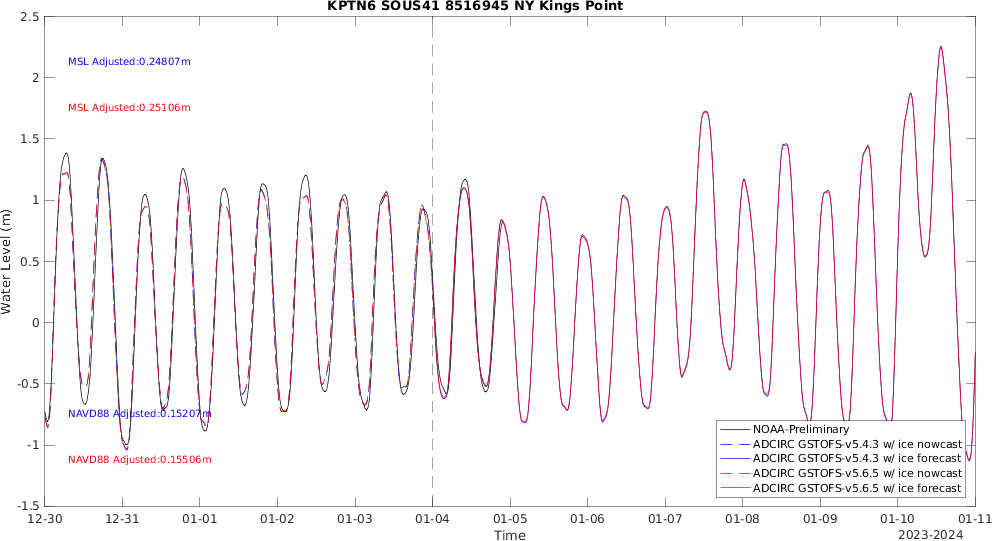 KPTN6 SOUS41 8516945 NY Kings Point
2.5
2
1.5
1
0.5
0
-0.5
-1
-1.5
Water Level (m)
MSL Adjusted:0.24807m
MSL Adjusted:0.25106m
NAVD88 Adjusted:0.15207m
NAVD88 Adjusted:0.15506m
NOAA-Preliminary
ADCIRC GSTOFS-v5.4.3 w/ ice nowcast
ADCIRC GSTOFS-v5.4.3 w/ ice forecast
ADCIRC GSTOFS-v5.6.5 w/ ice nowcast
ADCIRC GSTOFS-v5.6.5 w/ ice forecast
12-30 12-31 01-01 01-02 01-03 01-04 01-05 01-06 01-07 01-08 01-09 01-10 01-11
Time
2023-2024